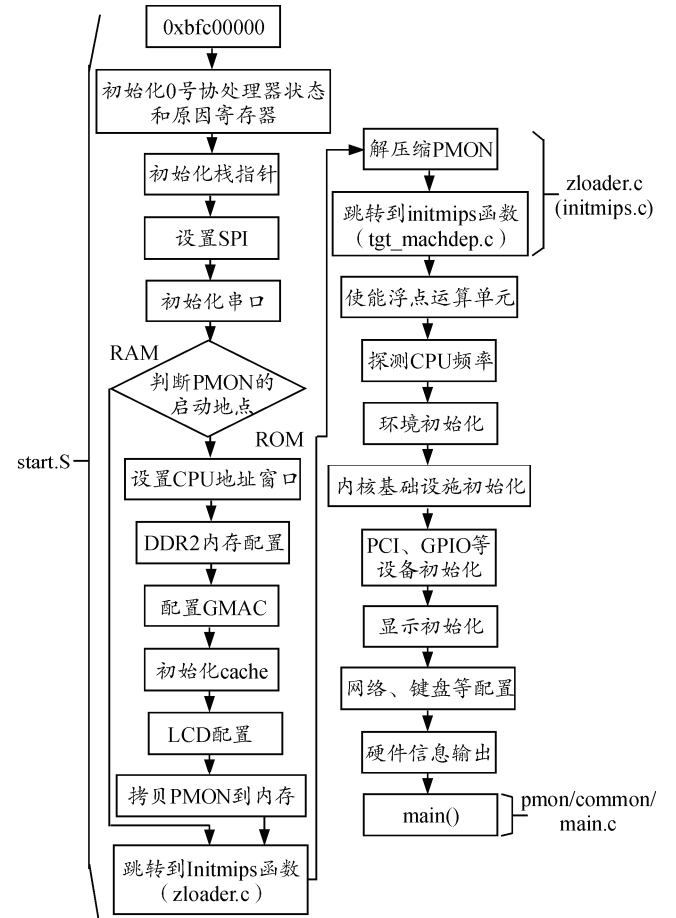 0xbfc00000
初始化0号协处理器状态
和原因寄存器
初始化栈指针
设置SPI
初始化串口
RAM
判断PMON的
启动地点
ROM
start.S
设置CPU地址窗口
DDR2内存配置
配置GMAC
初始化cache
LCD配置
拷贝PMON到内存
跳转到Initmips函数
（zloader.c）
解压缩PMON
跳转到initmips函数
（tgt_machdep.c）
zloader.c
(initmips.c)
使能浮点运算单元
探测CPU频率
环境初始化
内核基础设施初始化
PCI、GPIO等
设备初始化
显示初始化
网络、键盘等配置
硬件信息输出
main()
pmon/common/
main.c